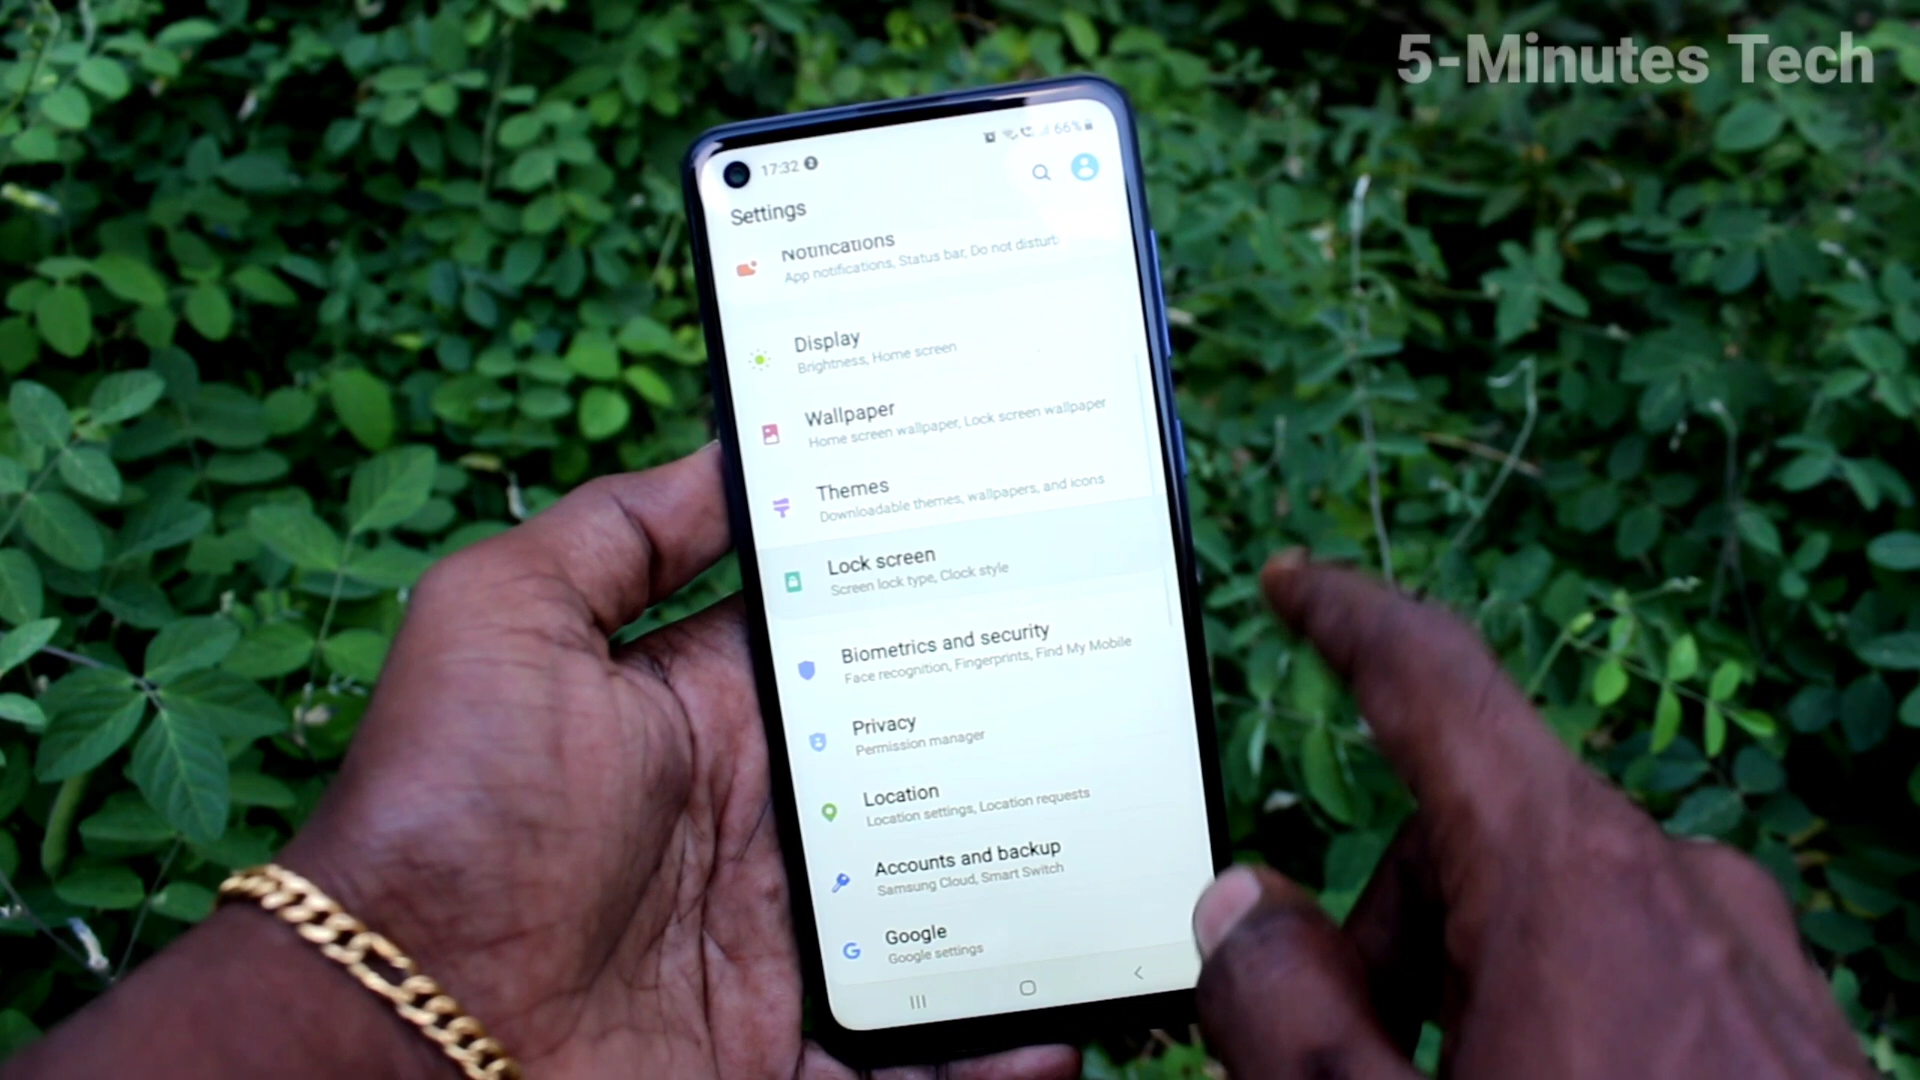 5-Minutes Tech
17:32
66%
Settings
Notifications
App notifications, Status bar, Do not disturb
Display
Brightness, Home screen
Wallpaper
Home screen wallpaper, Lock screen wallpaper
Themes
Downloadable themes, wallpapers, and icons
Lock screen
Screen lock type, Clock style
Biometrics and security
Face recognition, Fingerprints, Find My Mobile
Privacy
Permission manager
Location
Location settings, Location requests
Accounts and backup
Samsung Cloud, Smart Switch
Google
Google settings